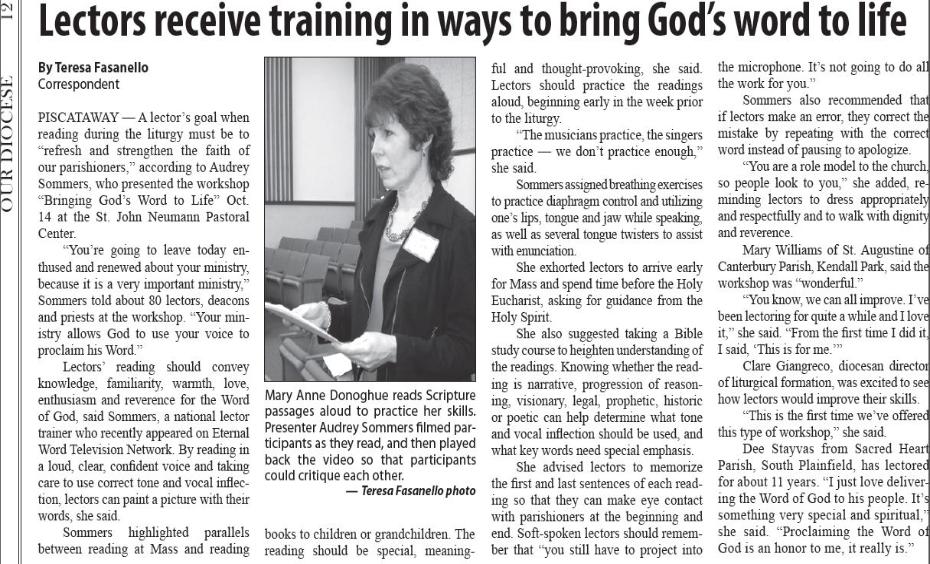 12
OUR DIOCESE
Lectors receive training in ways to bring God's word to life
By Teresa Fasanello
Correspondent
PISCATAWAY — A lector's goal when
reading during the liturgy must be to
"refresh and strengthen the faith of
our parishioners," according to Audrey
Sommers, who presented the workshop
"Bringing God's Word to Life" Oct.
14 at the St. John Neumann Pastoral
Center.
"You're going to leave today en-
thused and renewed about your ministry,
because it is a very important ministry,"
Sommers told about 80 lectors, deacons
and priests at the workshop. "Your min-
istry allows God to use your voice to
proclaim his Word."
Lectors' reading should convey
knowledge, familiarity, warmth, love,
enthusiasm and reverence for the Word
of God, said Sommers, a national lector
trainer who recently appeared on Eternal
Word Television Network. By reading in
a loud, clear, confident voice and taking
care to use correct tone and vocal inflec-
tion, lectors can paint a picture with their
words, she said.
Sommers highlighted parallels
between reading at Mass and reading
Mary Anne Donoghue reads Scripture
passages aloud to practice her skills.
Presenter Audrey Sommers filmed par-
ticipants as they read, and then played
back the video so that participants
could critique each other.
— Teresa Fasanello photo
books to children or grandchildren. The
reading should be special, meaning-
ful and thought-provoking, she said.
Lectors should practice the readings
aloud, beginning early in the week prior
to the liturgy.
"The musicians practice, the singers
practice — we don't practice enough,"
she said.
Sommers assigned breathing exercises
to practice diaphragm control and utilizing
one's lips, tongue and jaw while speaking,
as well as several tongue twisters to assist
with enunciation.
She exhorted lectors to arrive early
for Mass and spend time before the Holy
Eucharist, asking for guidance from the
Holy Spirit.
She also suggested taking a Bible
study course to heighten understanding of
the readings. Knowing whether the read-
ing is narrative, progression of reason-
ing, visionary, legal, prophetic, historic
or poetic can help determine what tone
and vocal inflection should be used, and
what key words need special emphasis.
She advised lectors to memorize
the first and last sentences of each read-
ing so that they can make eye contact
with parishioners at the beginning and
end. Soft-spoken lectors should remem-
ber that "you still have to project into
the microphone. It's not going to do all
the work for you."
Sommers also recommended that
if lectors make an error, they correct the
mistake by repeating with the correct
word instead of pausing to apologize.
"You are a role model to the church,
so people look to you," she added, re-
minding lectors to dress appropriately
and respectfully and to walk with dignity
and reverence.
Mary Williams of St. Augustine of
Canterbury Parish, Kendall Park, said the
workshop was "wonderful."
"You know, we can all improve. I've
been lectoring for quite a while and I love
it," she said. "From the first time I did it,
I said, 'This is for me.'"
Clare Giangreco, diocesan director
of liturgical formation, was excited to see
how lectors would improve their skills.
"This is the first time we've offered
this type of workshop," she said.
Dee Stayvas from Sacred Heart
Parish, South Plainfield, has lectored
for about 11 years. "I just love deliver-
ing the Word of God to his people. It's
something very special and spiritual,"
she said. "Proclaiming the Word of
God is an honor to me, it really is."